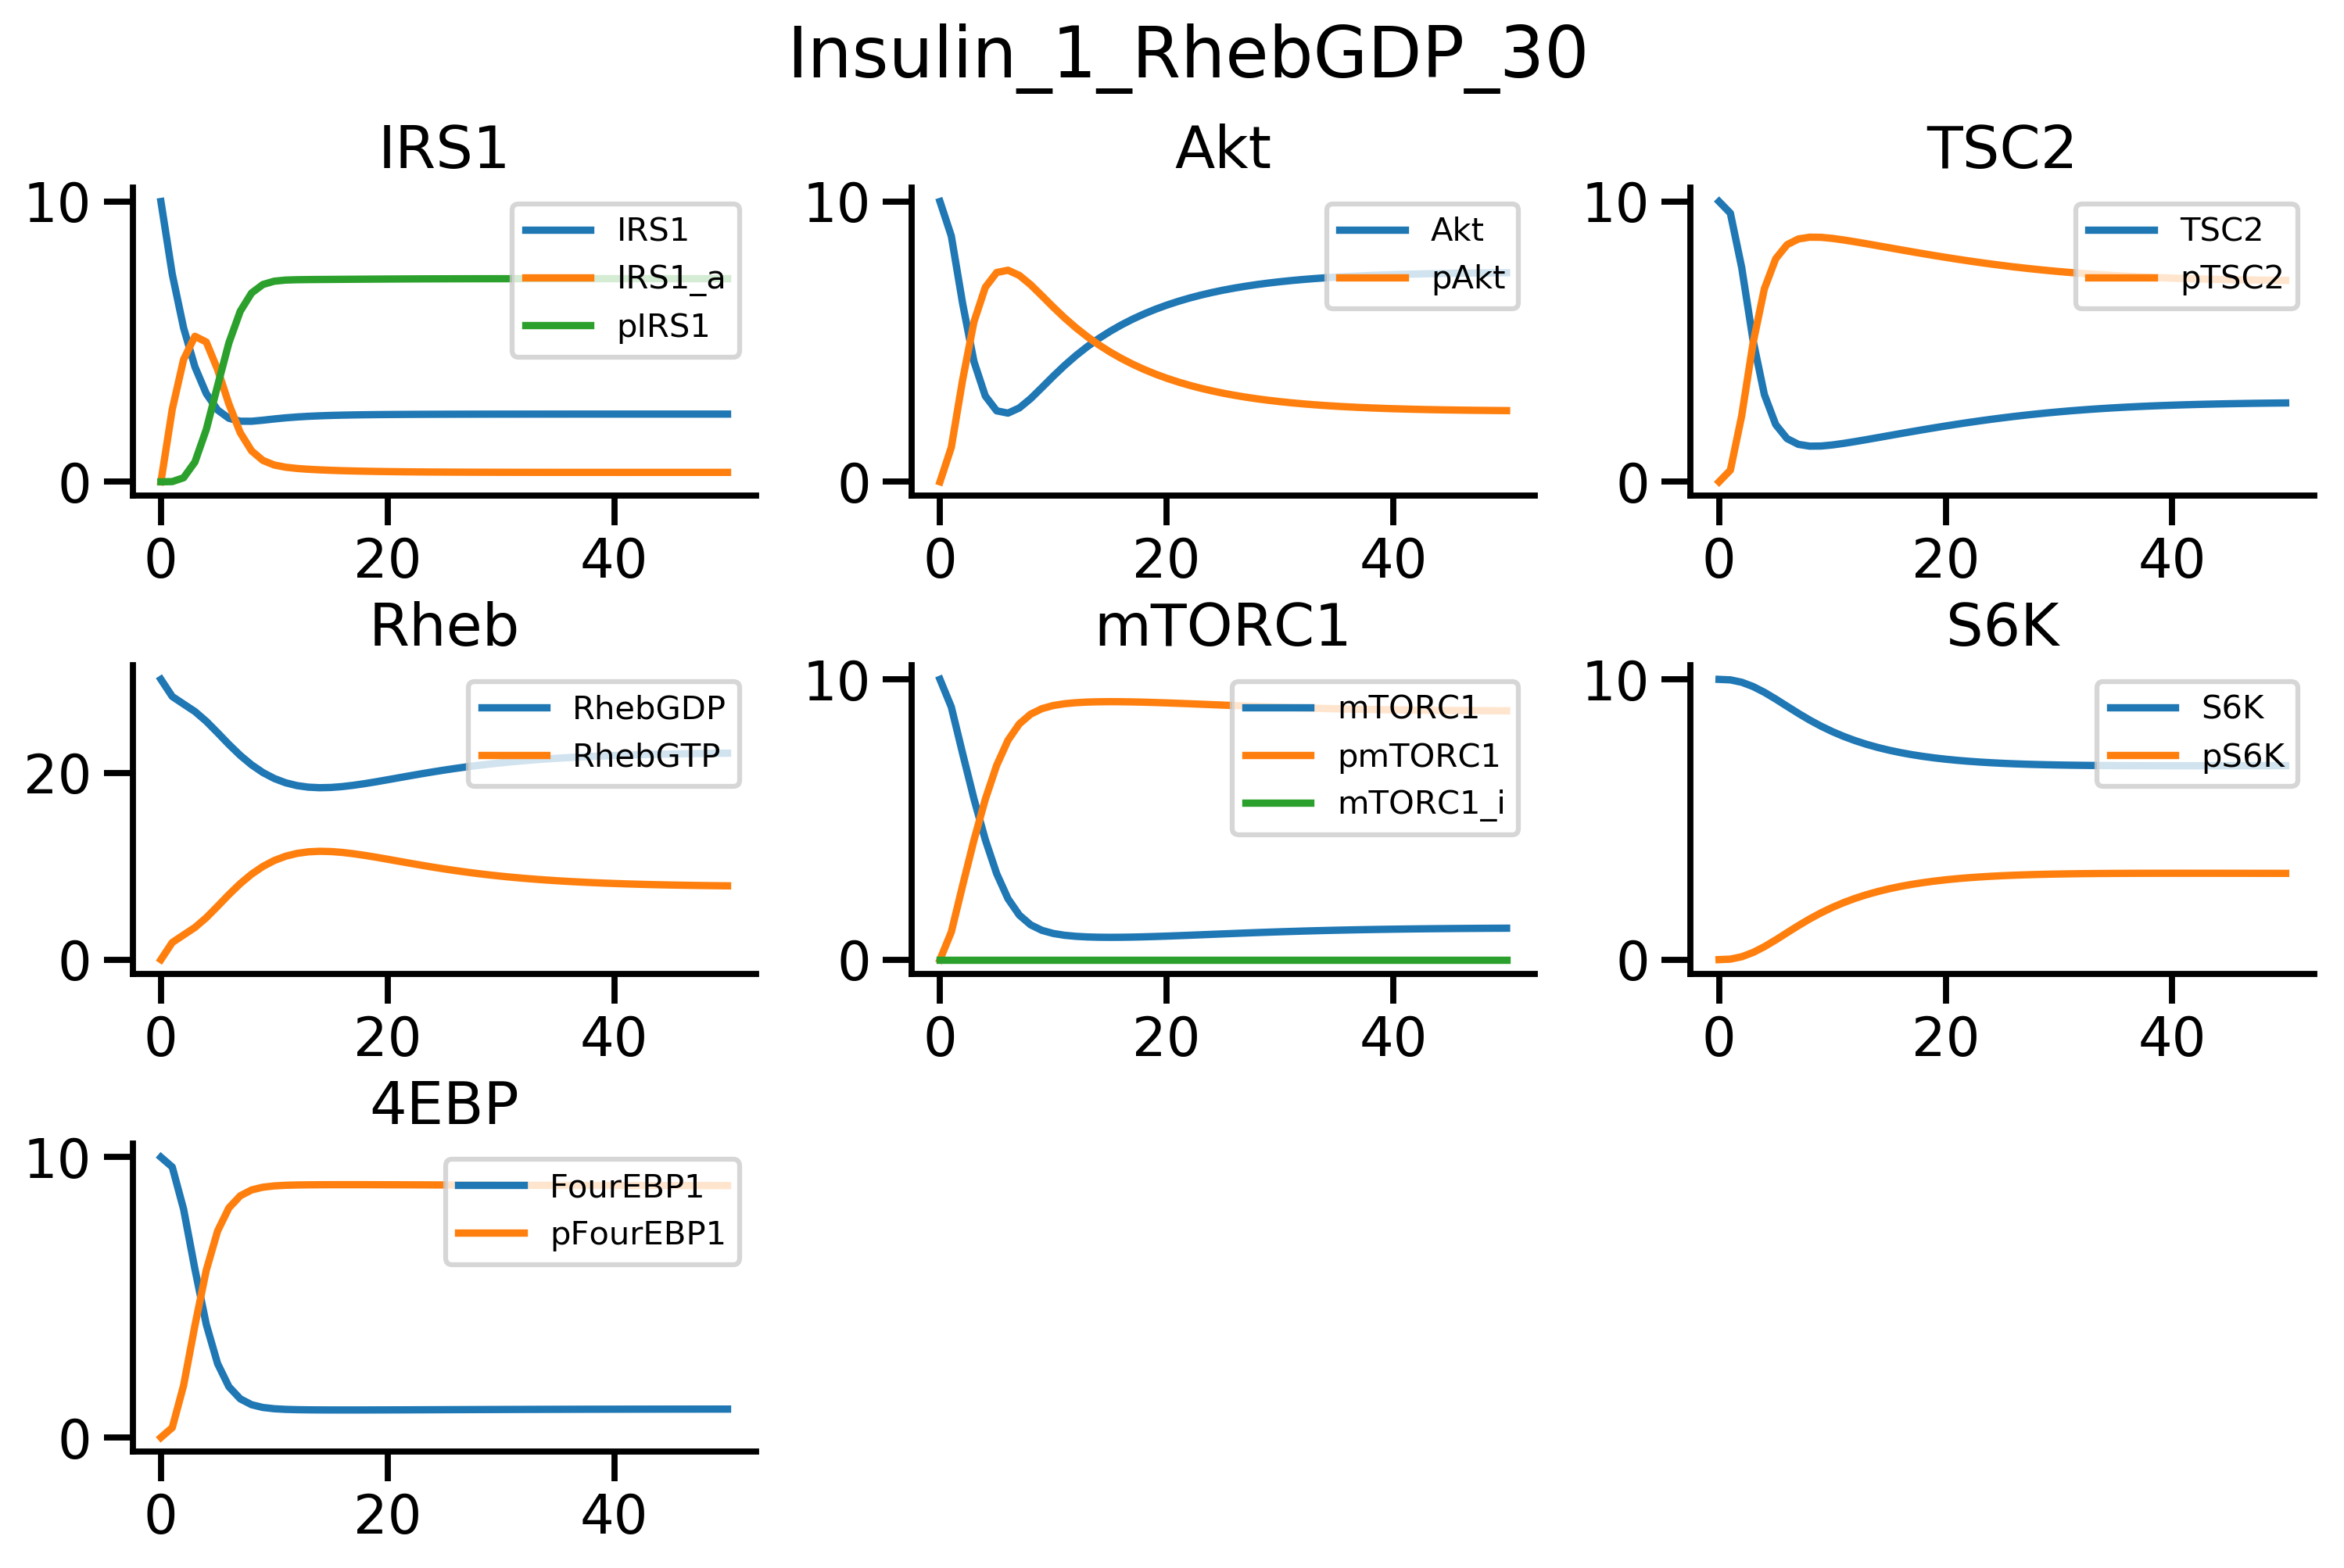 Insulin_1_RhebGDP_30
IRS1
Akt
TSC2
10
0
0
20
40
IRS1
IRS1_a
pIRS1
10
0
0
20
40
Akt
pAkt
10
0
0
20
40
TSC2
pTSC2
Rheb
mTORC1
S6K
20
0
0
20
40
RhebGDP
RhebGTP
10
0
0
20
40
mTORC1
pmTORC1
mTORC1_i
10
0
0
20
40
S6K
pS6K
4EBP
10
0
0
20
40
FourEBP1
pFourEBP1